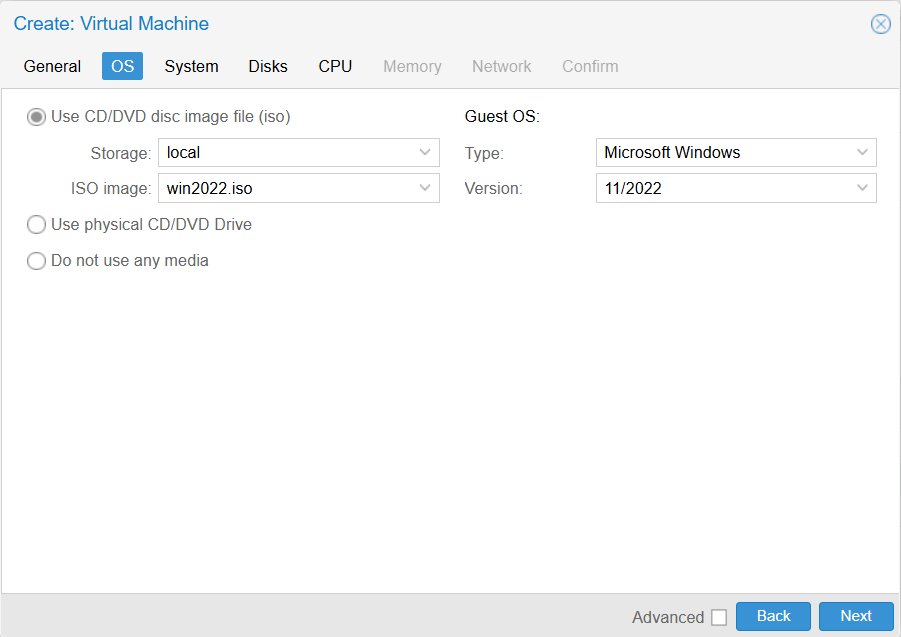 Create: Virtual Machine
General OS System Disks CPU Memory Network Confirm
Use CD/DVD disc image file (iso) Guest OS:
Storage: local Type: Microsoft Windows
ISO image: win2022.iso Version: 11/2022
Use physical CD/DVD Drive
Do not use any media
Advanced Back Next